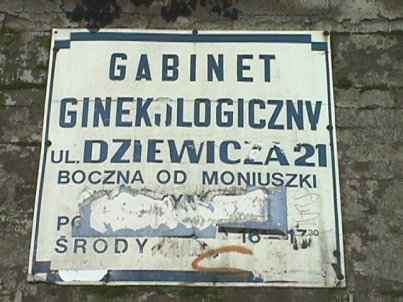 GABINET
GINEKOLOGICZNY
UL. DZIEWICZA 21
BOCZNA OD MONIUSZKI
ŚRODY 16-17³⁰